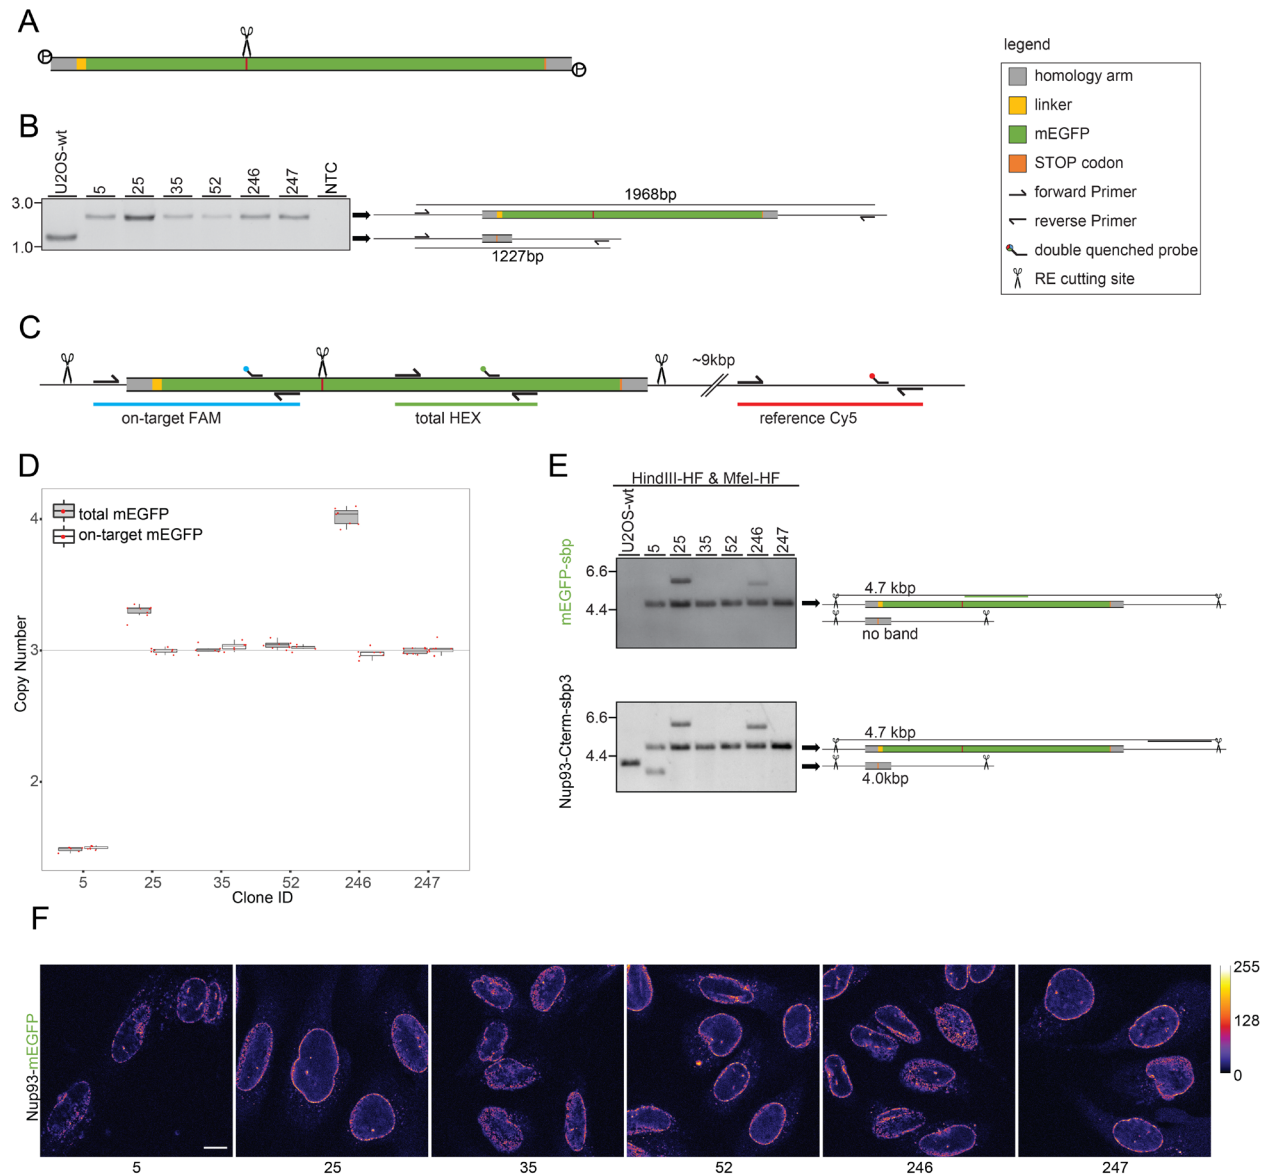 A
P
P
legend
homology arm
linker
mEGFP
STOP codon
forward Primer
reverse Primer
double quenched probe
RE cutting site
B
U2OS-wt
5
25
35
52
246
247
NTC
3.0
1.0
1968bp
1227bp
C
~9kbp
on-target FAM
total HEX
reference Cy5
D
total mEGFP
on-target mEGFP
Copy Number
4
3
2
5
25
35
52
246
247
Clone ID
E
HindIII-HF & MfeI-HF
U2OS-wt
5
25
35
52
246
247
mEGFP-sbp
6.6
4.4
4.7 kbp
no band
Nup93-Cterm-sbp3
6.6
4.4
4.7 kbp
4.0kbp
F
Nup93-mEGFP
255
128
0
5
25
35
52
246
247